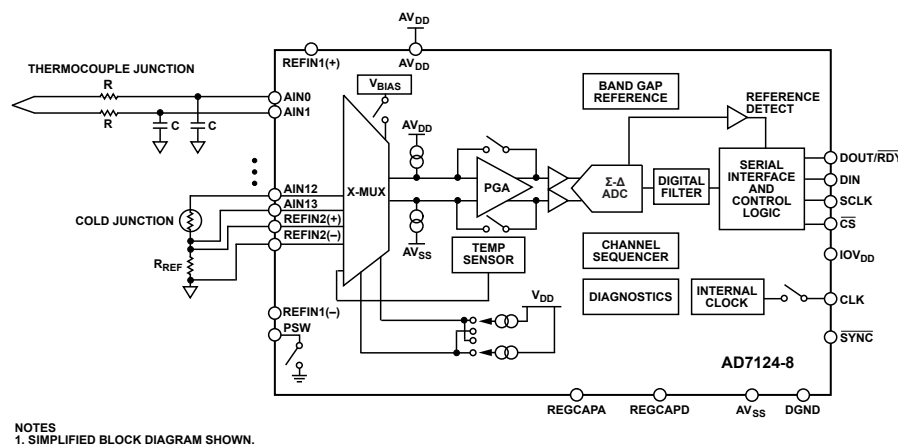 AVDD
REFIN1(+)
AVDD
THERMOCOUPLE JUNCTION
R
AIN0
AIN1
R
C
C
VBIAS
BAND GAP
REFERENCE
REFERENCE
DETECT
AVDD
X-MUX
PGA
Σ-Δ
ADC
DIGITAL
FILTER
SERIAL
INTERFACE
AND
CONTROL
LOGIC
DOUT/RDY
DIN
SCLK
CS
AIN12
AIN13
REFIN2(+)
REFIN2(–)
COLD JUNCTION
RREF
AVSS
TEMP
SENSOR
CHANNEL
SEQUENCER
IOVDD
DIAGNOSTICS
INTERNAL
CLOCK
CLK
VDD
REFIN1(–)
PSW
SYNC
AD7124-8
REGCAPA
REGCAPD
AVSS
DGND
NOTES
1. SIMPLIFIED BLOCK DIAGRAM SHOWN.